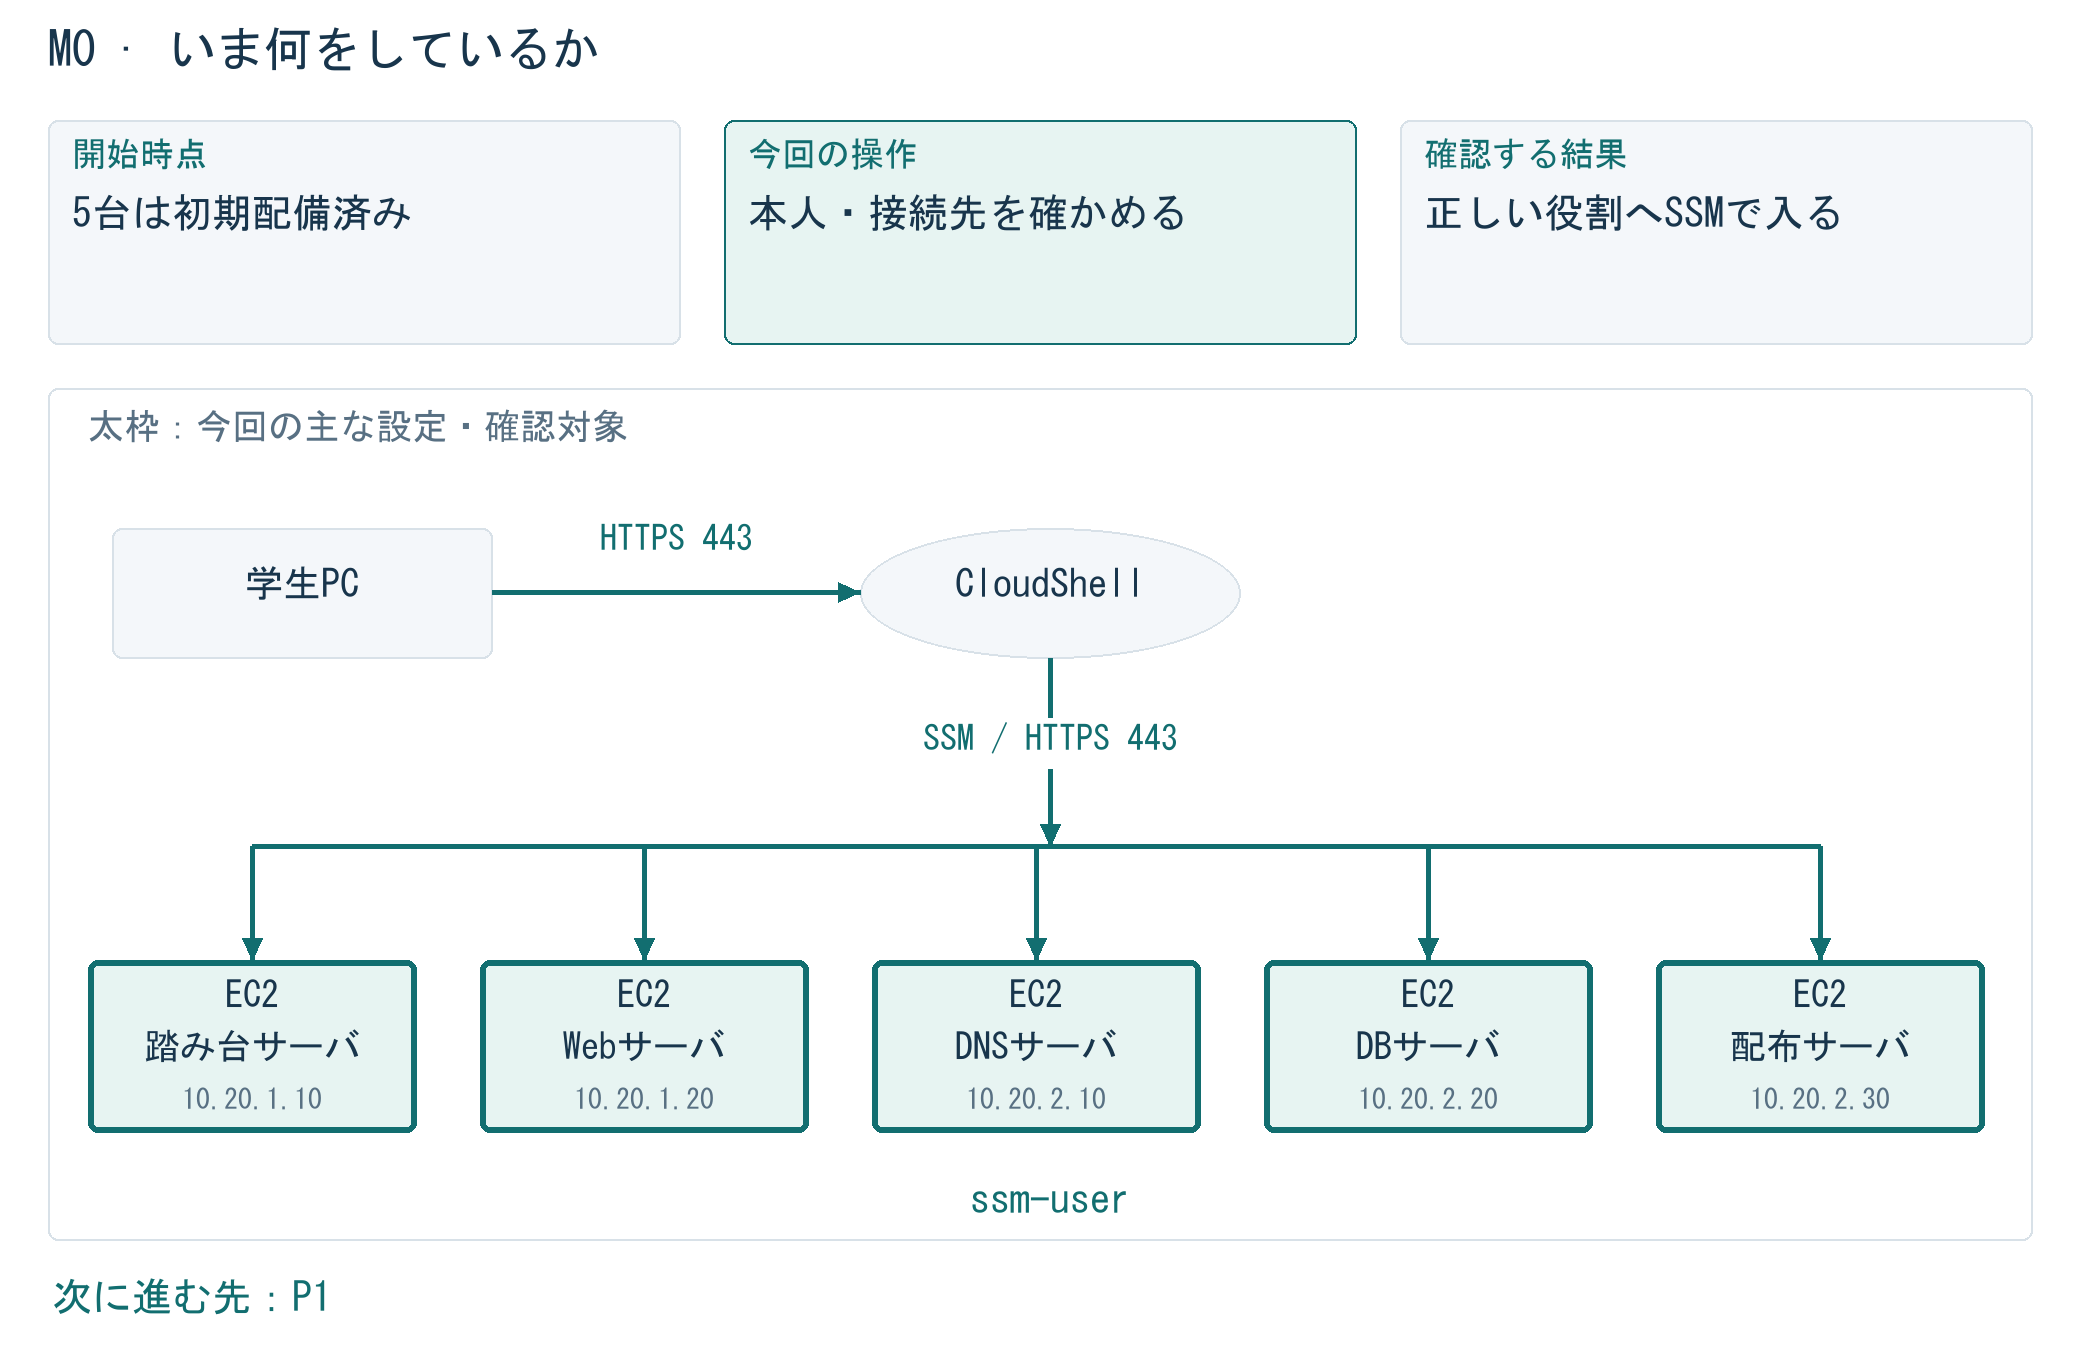 M0 · いま何をしているか
開始時点
5台は初期配備済み
今回の操作
本人・接続先を確かめる
確認する結果
正しい役割へSSMで入る
太枠：今回の主な設定・確認対象
学生PC
HTTPS 443
CloudShell
SSM / HTTPS 443
EC2
踏み台サーバ
10.20.1.10
EC2
Webサーバ
10.20.1.20
EC2
DNSサーバ
10.20.2.10
EC2
DBサーバ
10.20.2.20
EC2
配布サーバ
10.20.2.30
ssm-user
次に進む先：P1